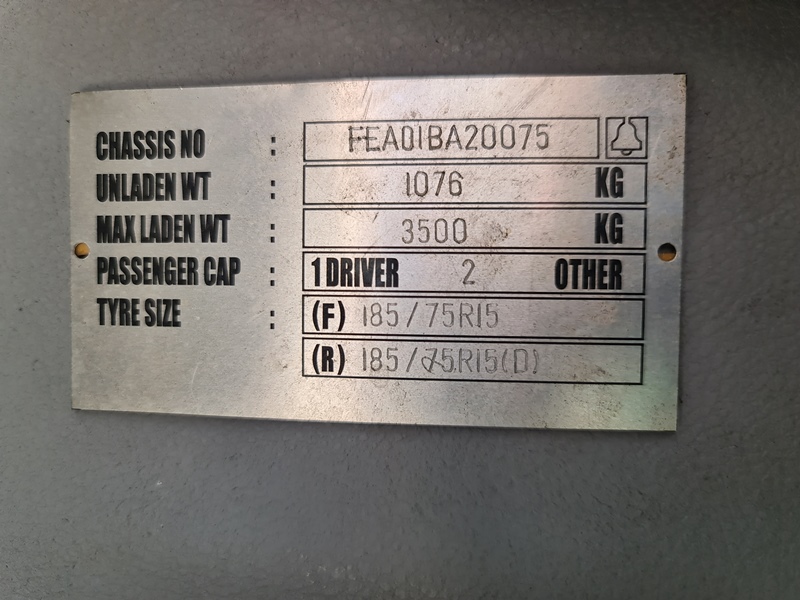 CHASSIS NO : FEA01BA20075
UNLADEN WT : 1076 KG
MAX LADEN WT : 3500 KG
PASSENGER CAP : 1 DRIVER 2 OTHER
TYRE SIZE : (F) 185/75R15
(R) 185/75R15(D)